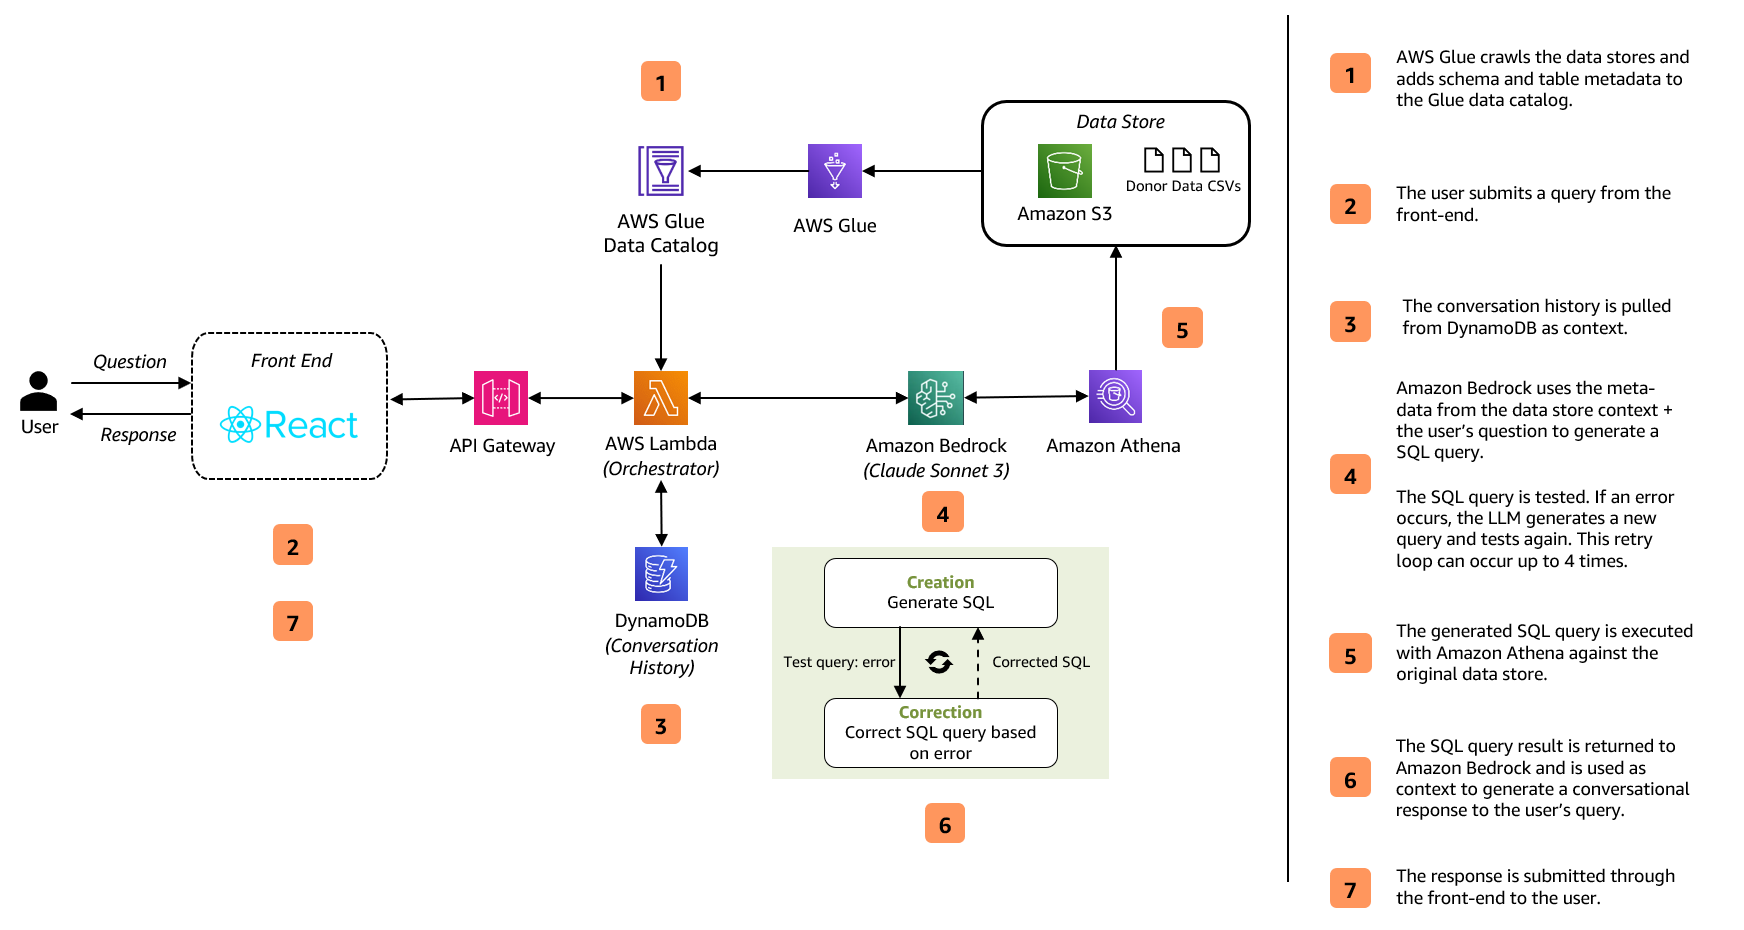 1
Data Store
Donor Data CSVs
Amazon S3
AWS Glue
Data Catalog
AWS Glue
5
Question
Response
User
Front End
React
API Gateway
AWS Lambda
(Orchestrator)
Amazon Bedrock
(Claude Sonnet 3)
Amazon Athena
4
2
7
DynamoDB
(Conversation
History)
3
Creation
Generate SQL
Test query: error
Corrected SQL
Correction
Correct SQL query based
on error
6
1
AWS Glue crawls the data stores and
adds schema and table metadata to
the Glue data catalog.
2
The user submits a query from the
front-end.
3
The conversation history is pulled
from DynamoDB as context.
4
Amazon Bedrock uses the meta-
data from the data store context +
the user’s question to generate a
SQL query.
The SQL query is tested. If an error
occurs, the LLM generates a new
query and tests again. This retry
loop can occur up to 4 times.
5
The generated SQL query is executed
with Amazon Athena against the
original data store.
6
The SQL query result is returned to
Amazon Bedrock and is used as
context to generate a conversational
response to the user’s query.
7
The response is submitted through
the front-end to the user.